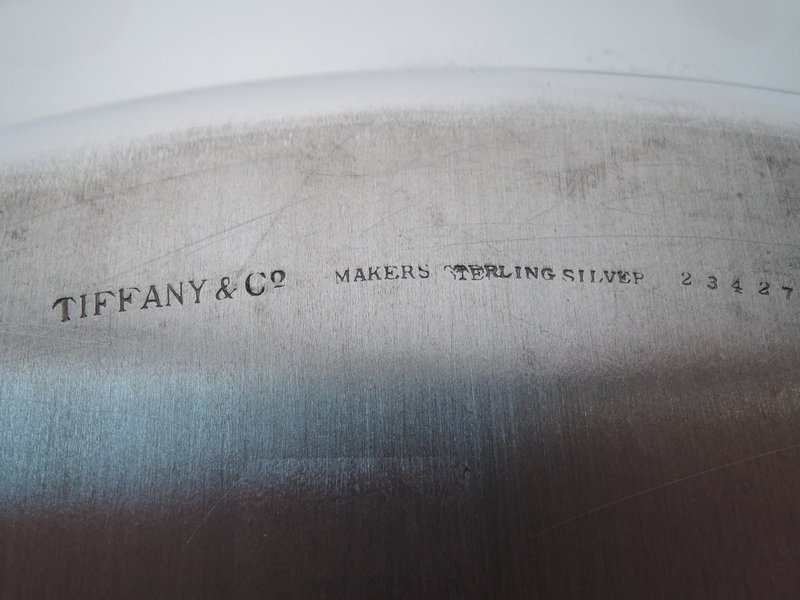 TIFFANY & Cº MAKERS STERLING SILVER 23427